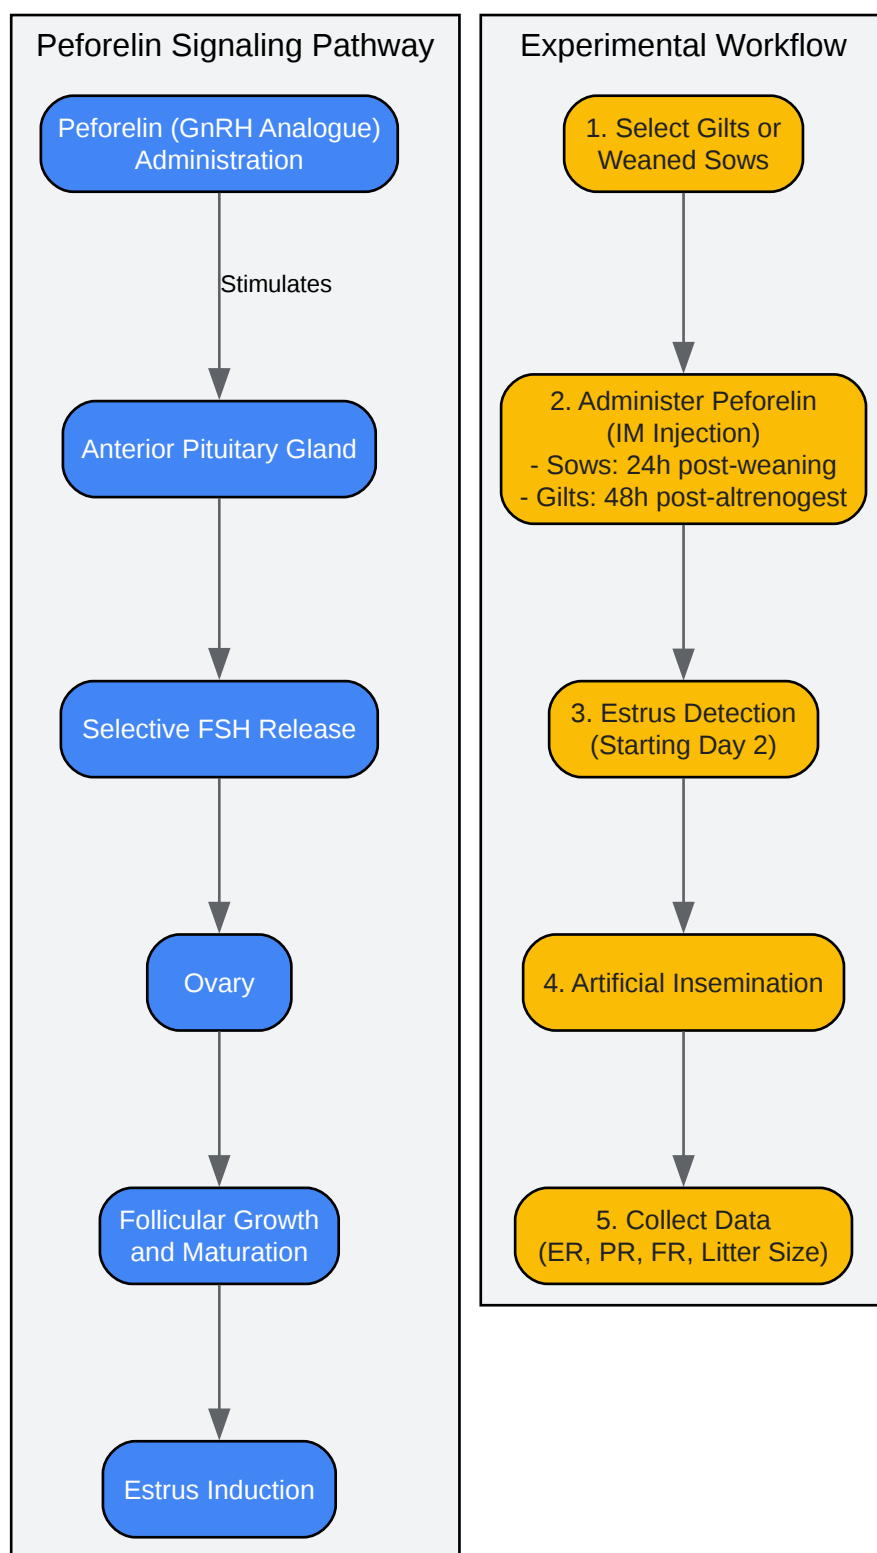 Peforelin Signaling Pathway
Peforelin (GnRH Analogue)
Administration
Stimulates
Anterior Pituitary Gland
Selective FSH Release
Ovary
Follicular Growth
and Maturation
Estrus Induction
Experimental Workflow
1. Select Gilts or
Weaned Sows
2. Administer Peforelin
(IM Injection)
- Sows: 24h post-weaning
- Gilts: 48h post-altrenogest
3. Estrus Detection
(Starting Day 2)
4. Artificial Insemination
5. Collect Data
(ER, PR, FR, Litter Size)